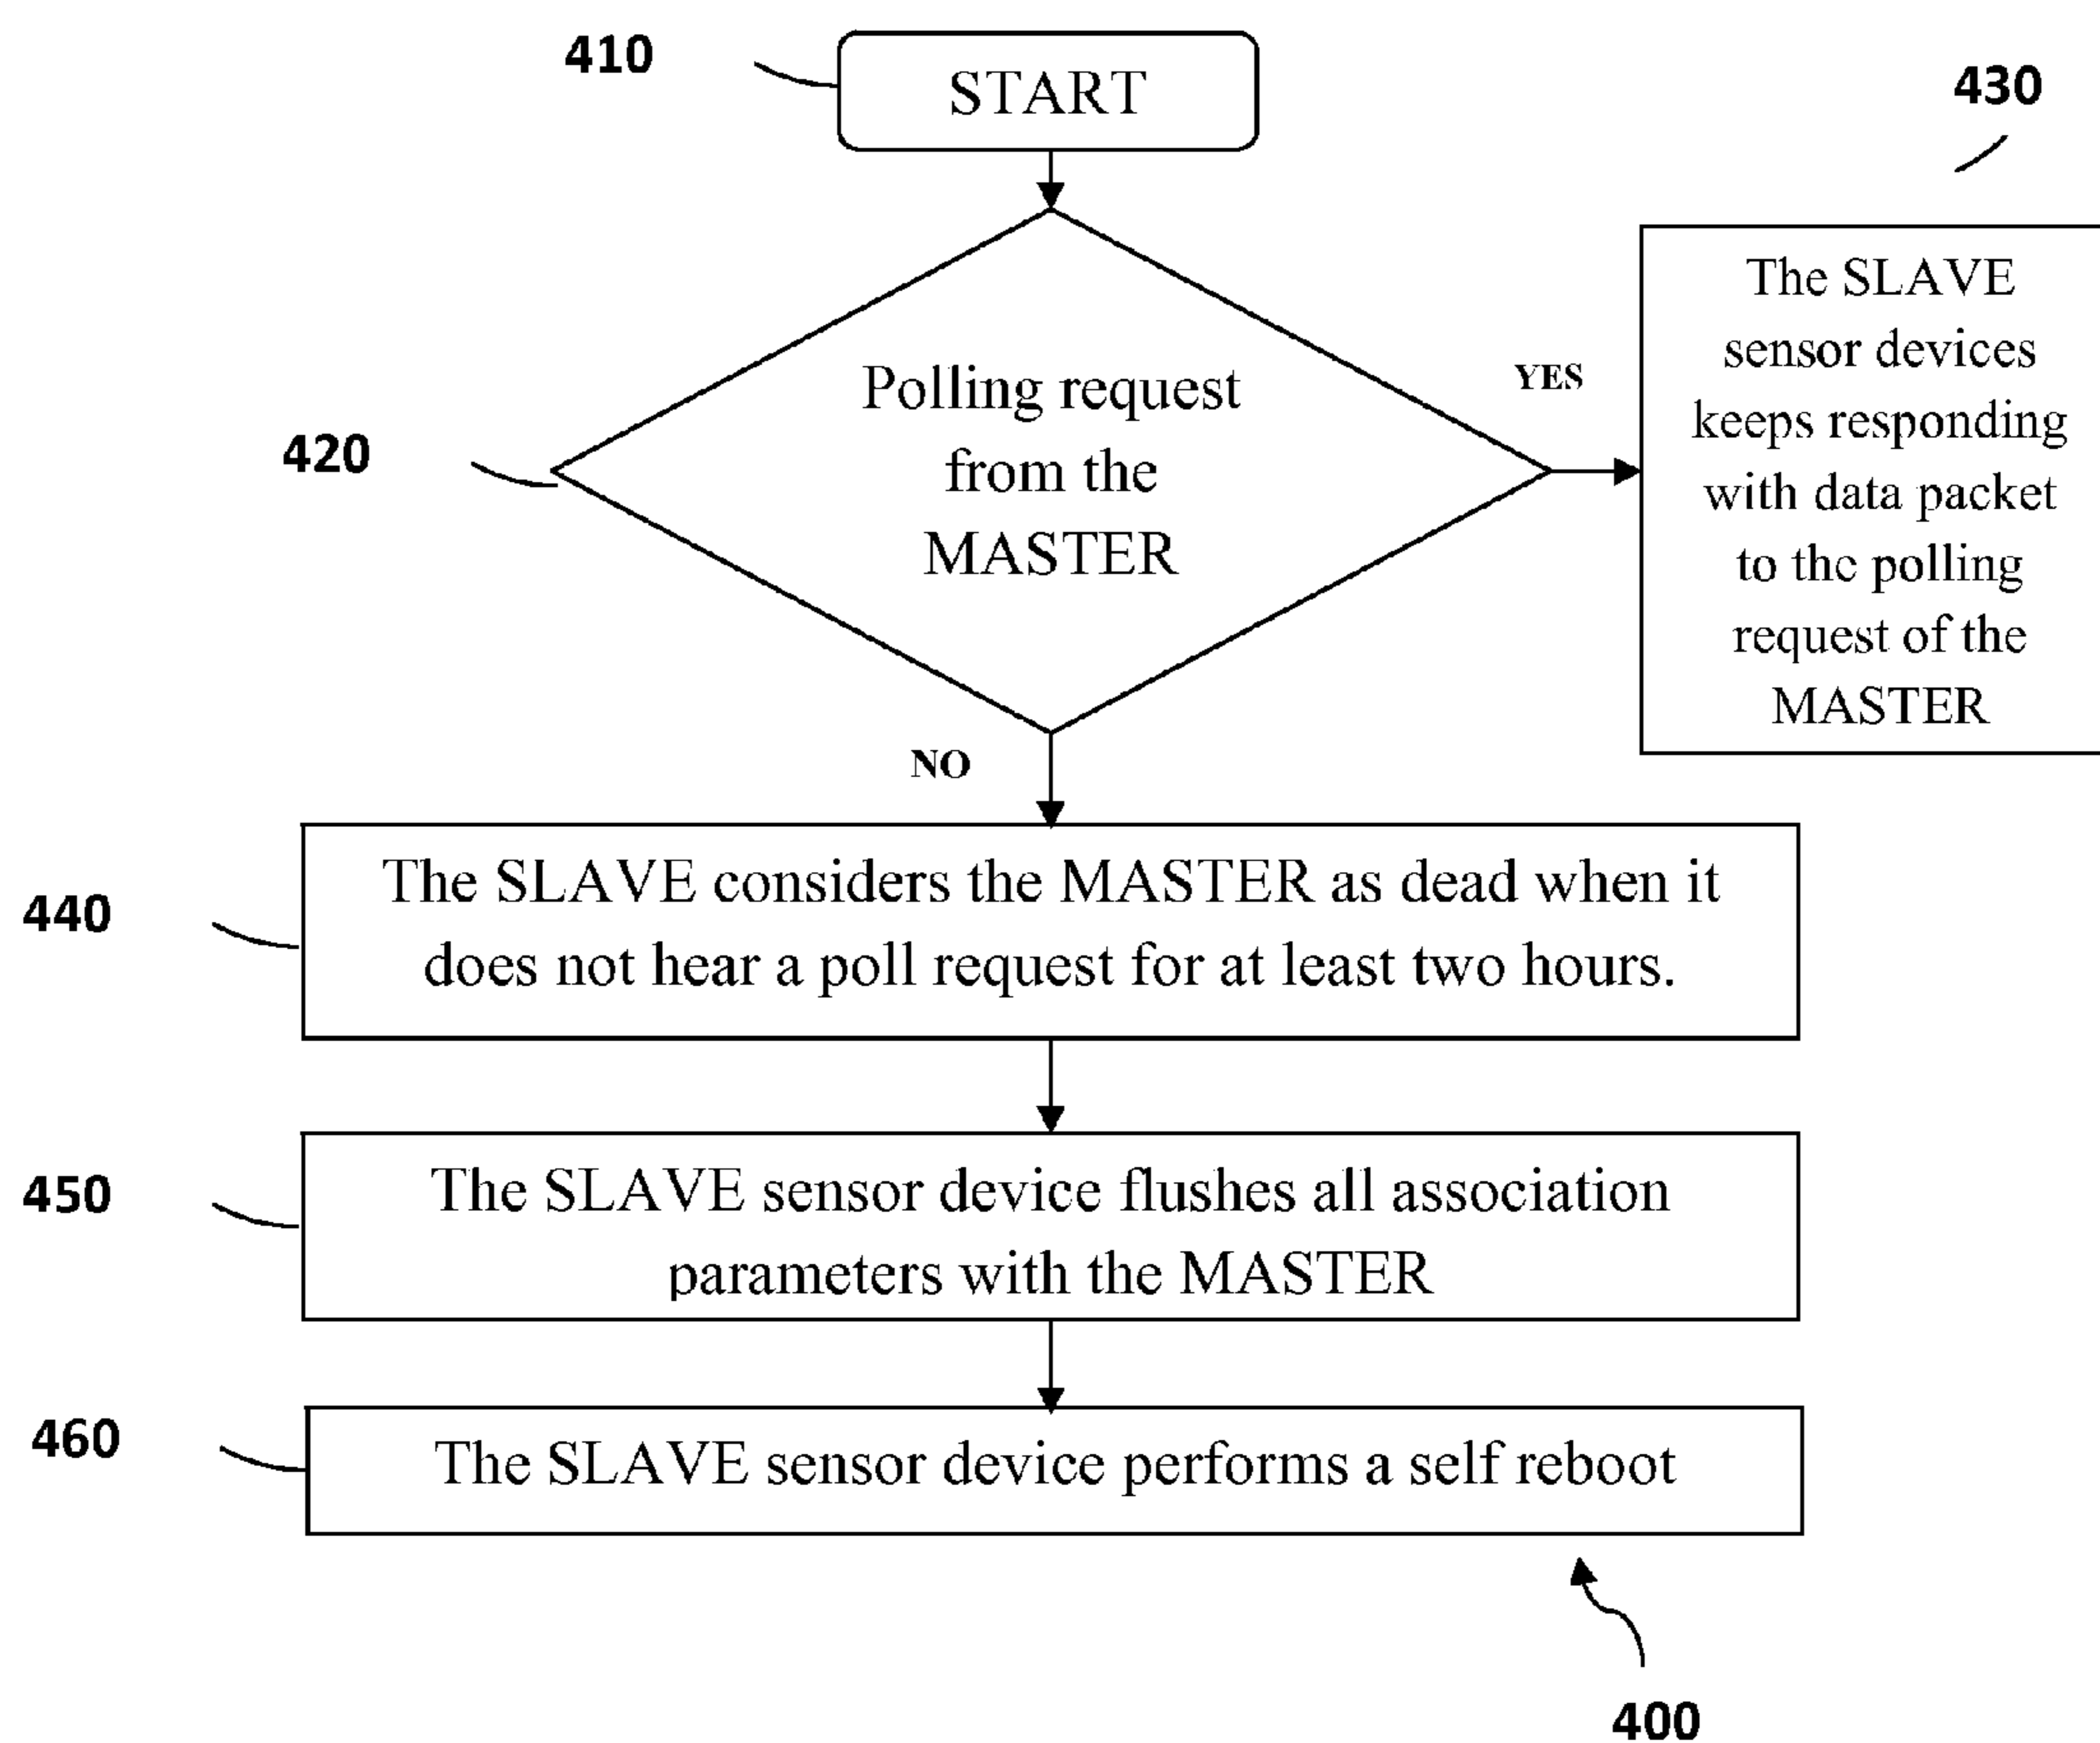 410
START
430
420
Polling request
from the
MASTER
YES
The SLAVE
sensor devices
keeps responding
with data packet
to the polling
request of the
MASTER
NO
440
The SLAVE considers the MASTER as dead when it
does not hear a poll request for at least two hours.
450
The SLAVE sensor device flushes all association
parameters with the MASTER
460
The SLAVE sensor device performs a self reboot
400